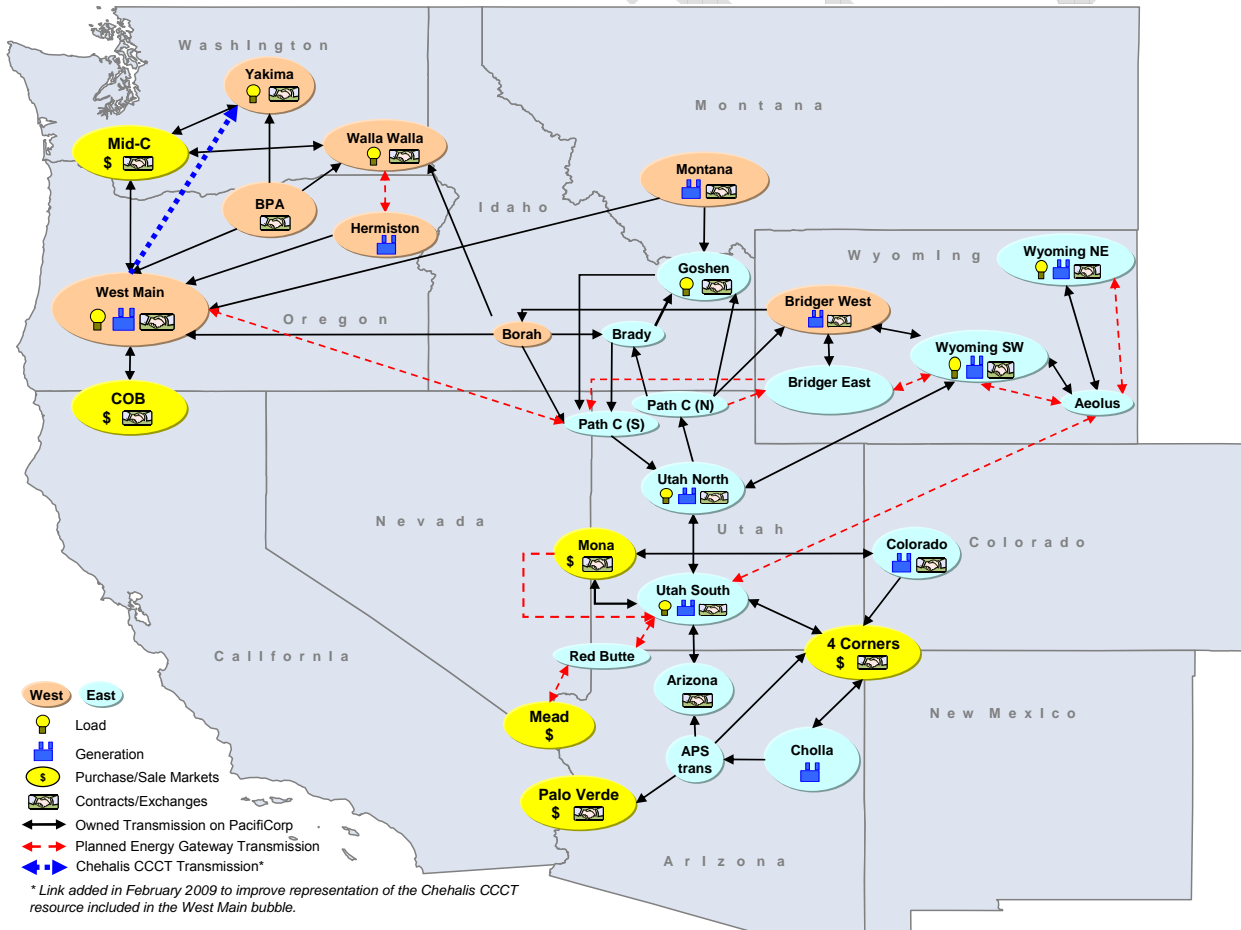 Washington
Yakima
Montana
Mid-C
$
Walla Walla
Montana
BPA
Idaho
Hermiston
Wyoming
Wyoming NE
Goshen
West Main
Bridger West
Oregon
Borah
Brady
Wyoming SW
Bridger East
COB
$
Path C (N)
Aeolus
Path C (S)
Utah North
Nevada
Utah
Mona
$
Colorado
Colorado
Utah South
4 Corners
$
California
Red Butte
Arizona
West
East
Load
Mead
$
New Mexico
Generation
APS
trans
Cholla
$
Purchase/Sale Markets
Palo Verde
$
Contracts/Exchanges
Owned Transmission on PacifiCorp
Planned Energy Gateway Transmission
Arizona
Chehalis CCCT Transmission*
* Link added in February 2009 to improve representation of the Chehalis CCCT
resource included in the West Main bubble.